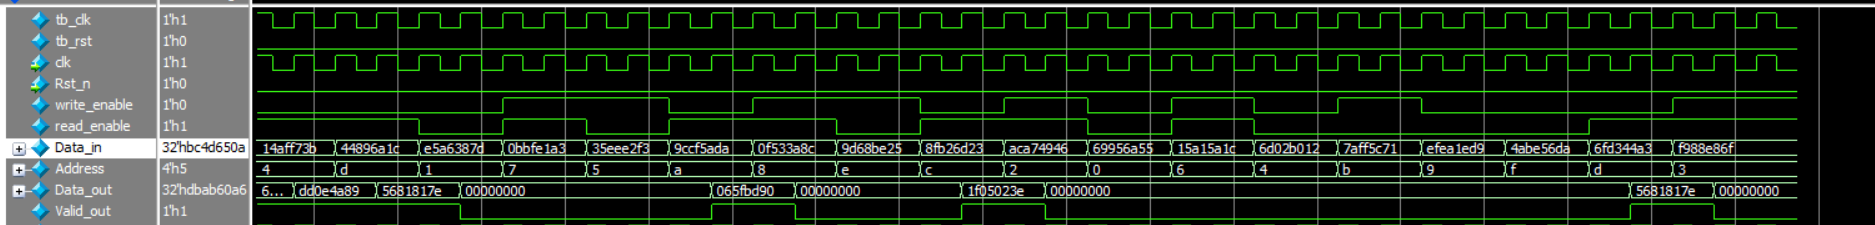 tb_clk 1'h1
tb_rst 1'h0
clk 1'h1
Rst_n 1'h0
write_enable 1'h0
read_enable 1'h1
Data_in 32'hbc4d650a 14aff73b 44896a1c e5a6387d 0bbfe1a3 35eee2f3 9ccf5ada 0f533a8c 9d68be25 8fb26d23 aca74946 69956a55 15a15a1c 6d02b012 7aff5c71 efea1ed9 4abe56da 6fd344a3 f988e86f
Address 4'h5 4 d 1 7 5 a 8 e c 2 0 6 4 b 9 f d 3
Data_out 32'hdbab60a6 6... dd0e4a89 5681817e 00000000 065fbd90 00000000 1f05023e 00000000 5681817e 00000000
Valid_out 1'h1